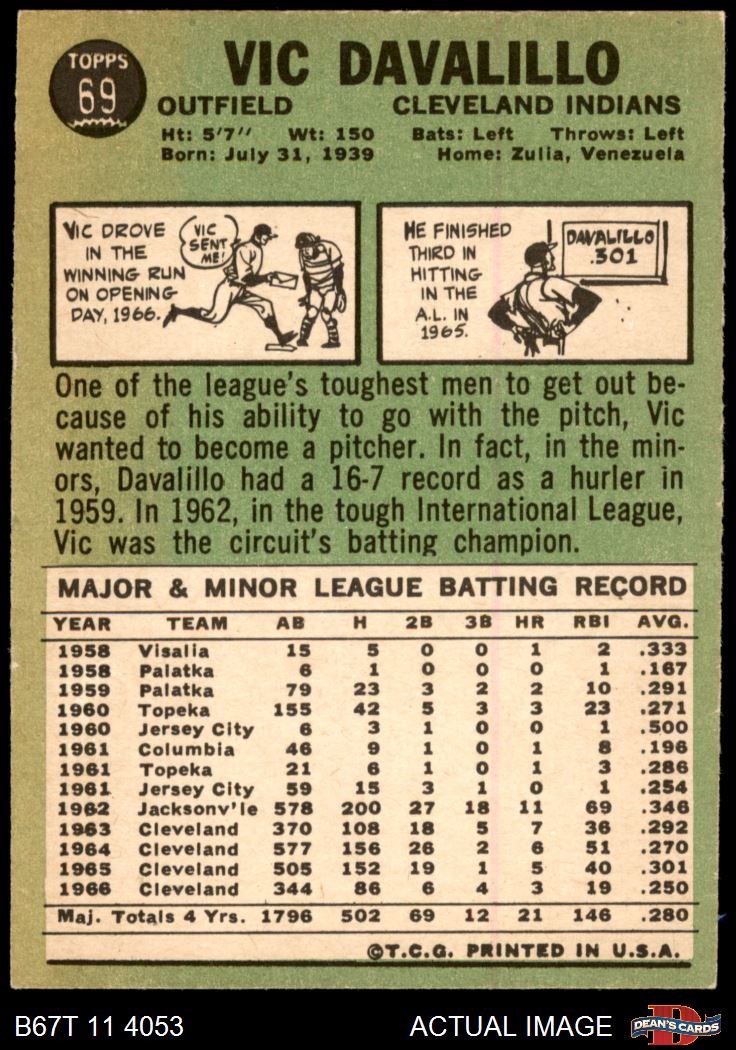 TOPPS
69
VIC DAVALILLO
OUTFIELD CLEVELAND INDIANS
Ht: 5'7" Wt: 150 Bats: Left Throws: Left
Born: July 31, 1939 Home: Zulia, Venezuela
VIC DROVE
IN THE
WINNING RUN
ON OPENING
DAY, 1966.
VIC
SENT
ME!
HE FINISHED
THIRD IN
HITTING
IN THE
A.L. IN
1965.
DAVALILLO
.301
One of the league's toughest men to get out be-
cause of his ability to go with the pitch, Vic
wanted to become a pitcher. In fact, in the min-
ors, Davalillo had a 16-7 record as a hurler in
1959. In 1962, in the tough International League,
Vic was the circuit's batting champion.
MAJOR & MINOR LEAGUE BATTING RECORD
YEAR TEAM AB H 2B 3B HR RBI AVG.
1958 Visalia 15 5 0 0 1 2 .333
1958 Palatka 6 1 0 0 0 1 .167
1959 Palatka 79 23 3 2 2 10 .291
1960 Topeka 155 42 5 3 3 23 .271
1960 Jersey City 6 3 1 0 0 1 .500
1961 Columbia 46 9 1 0 1 8 .196
1961 Topeka 21 6 1 0 1 3 .286
1961 Jersey City 59 15 3 1 0 1 .254
1962 Jacksonv'le 578 200 27 18 11 69 .346
1963 Cleveland 370 108 18 5 7 36 .292
1964 Cleveland 577 156 26 2 6 51 .270
1965 Cleveland 505 152 19 1 5 40 .301
1966 Cleveland 344 86 6 4 3 19 .250
Maj. Totals 4 Yrs. 1796 502 69 12 21 146 .280
©T.C.G. PRINTED IN U.S.A.
B67T 11 4053 ACTUAL IMAGE
DEAN'S CARDS